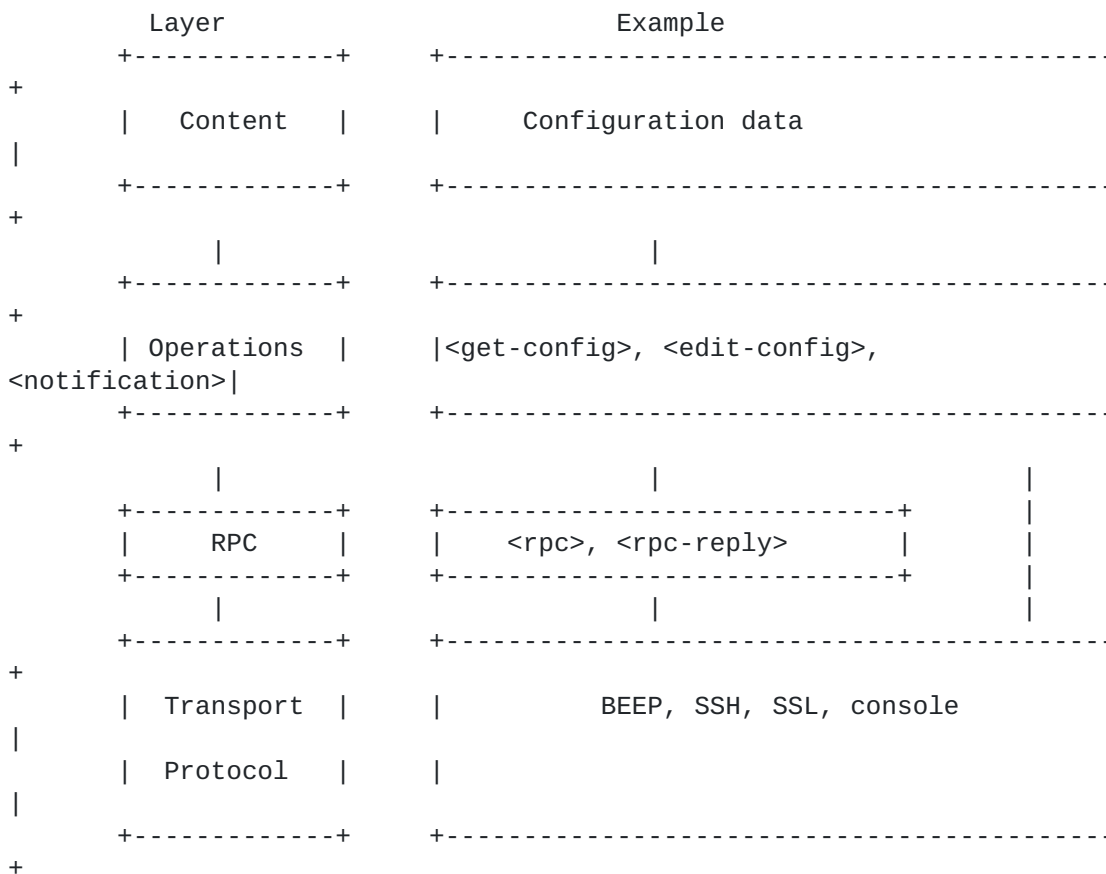 Layer                          Example
       +-------------+      +-------------------------------------------
+
       |   Content   |      |     Configuration data
|
       +-------------+      +-------------------------------------------
+
             |                            |
       +-------------+      +-------------------------------------------
+
       | Operations  |      |<get-config>, <edit-config>,
<notification>|
       +-------------+      +-------------------------------------------
+
             |                            |                        |
       +-------------+      +-----------------------------+        |
       |     RPC     |      |    <rpc>, <rpc-reply>       |        |
       +-------------+      +-----------------------------+        |
             |                            |                        |
       +-------------+      +-------------------------------------------
+
       |  Transport  |      |          BEEP, SSH, SSL, console
|
       |  Protocol   |      |
|
       +-------------+      +-------------------------------------------
+